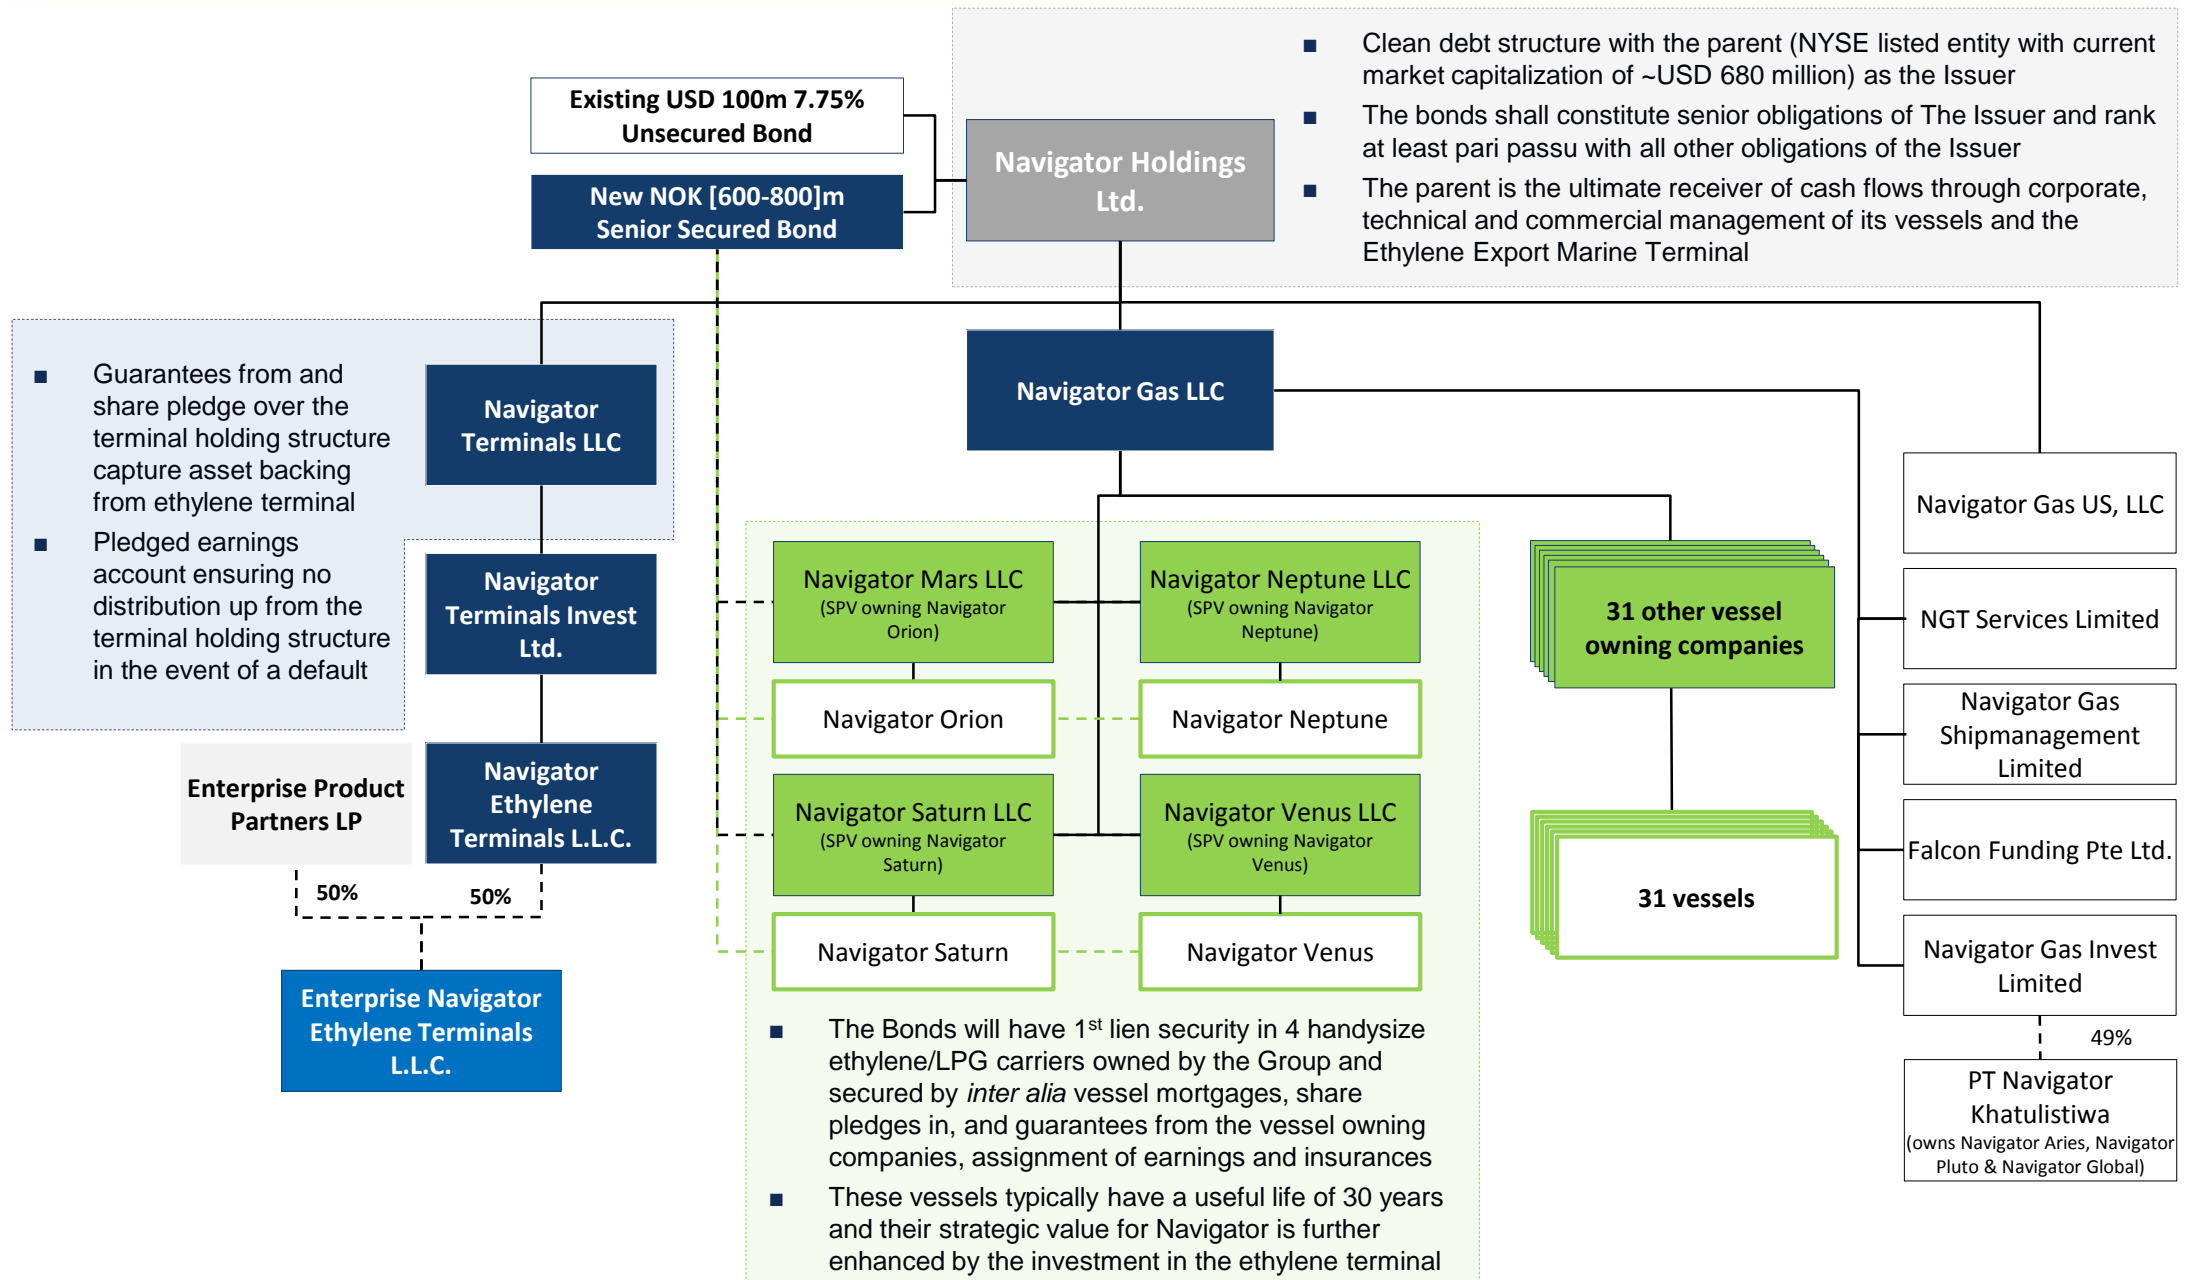 ■ Clean debt structure with the parent (NYSE listed entity with current
market capitalization of ~USD 680 million) as the Issuer
■ The bonds shall constitute senior obligations of The Issuer and rank
at least pari passu with all other obligations of the Issuer
■ The parent is the ultimate receiver of cash flows through corporate,
technical and commercial management of its vessels and the
Ethylene Export Marine Terminal
Existing USD 100m 7.75%
Unsecured Bond
New NOK [600-800]m
Senior Secured Bond
Navigator Holdings
Ltd.
■ Guarantees from and
share pledge over the
terminal holding structure
capture asset backing
from ethylene terminal
■ Pledged earnings
account ensuring no
distribution up from the
terminal holding structure
in the event of a default
Navigator
Terminals LLC
Navigator
Terminals Invest
Ltd.
Navigator
Ethylene
Terminals L.L.C.
Enterprise Product
Partners LP
50%
50%
Enterprise Navigator
Ethylene Terminals
L.L.C.
Navigator Gas LLC
Navigator Mars LLC
(SPV owning Navigator
Orion)
Navigator Neptune LLC
(SPV owning Navigator
Neptune)
Navigator Orion
Navigator Neptune
Navigator Saturn LLC
(SPV owning Navigator
Saturn)
Navigator Venus LLC
(SPV owning Navigator
Venus)
Navigator Saturn
Navigator Venus
■ The Bonds will have 1st lien security in 4 handysize
ethylene/LPG carriers owned by the Group and
secured by inter alia vessel mortgages, share
pledges in, and guarantees from the vessel owning
companies, assignment of earnings and insurances
■ These vessels typically have a useful life of 30 years
and their strategic value for Navigator is further
enhanced by the investment in the ethylene terminal
31 other vessel
owning companies
31 vessels
Navigator Gas US, LLC
NGT Services Limited
Navigator Gas
Shipmanagement
Limited
Falcon Funding Pte Ltd.
Navigator Gas Invest
Limited
49%
PT Navigator
Khatulistiwa
(owns Navigator Aries, Navigator
Pluto & Navigator Global)